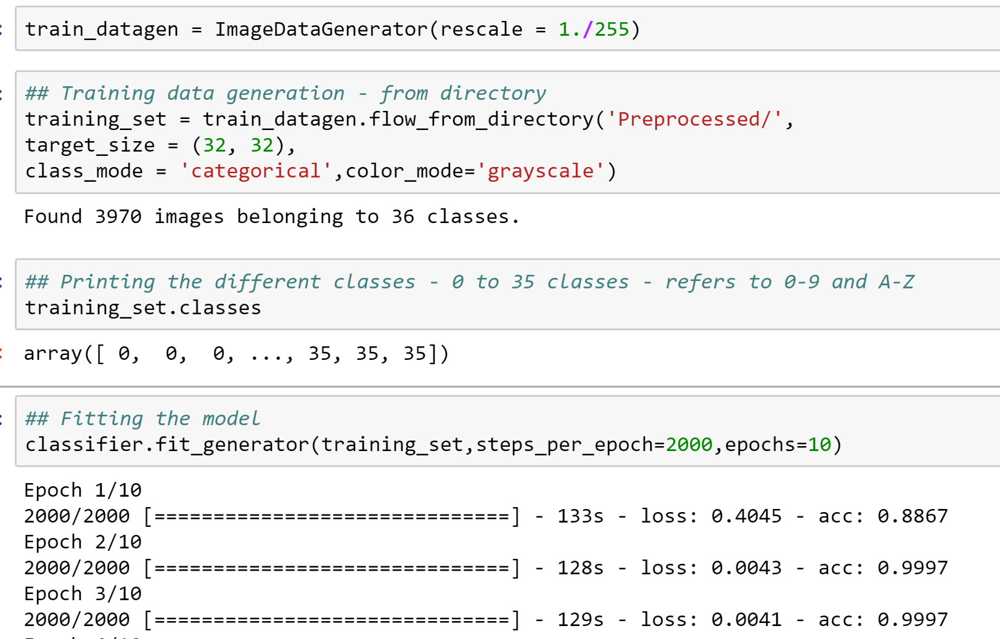 train_datagen = ImageDataGenerator(rescale = 1./255)
## Training data generation - from directory
training_set = train_datagen.flow_from_directory('Preprocessed/',
target_size = (32, 32),
class_mode = 'categorical',color_mode='grayscale')
Found 3970 images belonging to 36 classes.
## Printing the different classes - 0 to 35 classes - refers to 0-9 and A-Z
training_set.classes
array([ 0,  0,  0, ..., 35, 35, 35])
## Fitting the model
classifier.fit_generator(training_set,steps_per_epoch=2000,epochs=10)
Epoch 1/10
2000/2000 [==============================] - 133s - loss: 0.4045 - acc: 0.8867
Epoch 2/10
2000/2000 [==============================] - 128s - loss: 0.0043 - acc: 0.9997
Epoch 3/10
2000/2000 [==============================] - 129s - loss: 0.0041 - acc: 0.9997